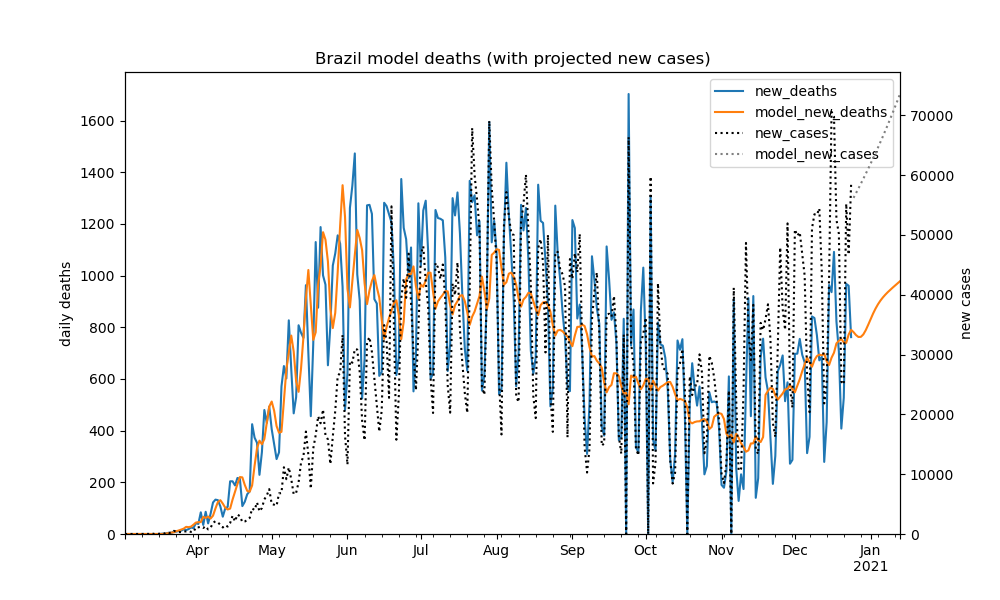 Brazil model deaths (with projected new cases)
new_deaths
model_new_deaths
new_cases
model_new_cases
daily deaths
1600
1400
1200
1000
800
600
400
200
0
new cases
70000
60000
50000
40000
30000
20000
10000
0
Apr May Jun Jul Aug Sep Oct Nov Dec Jan
2021